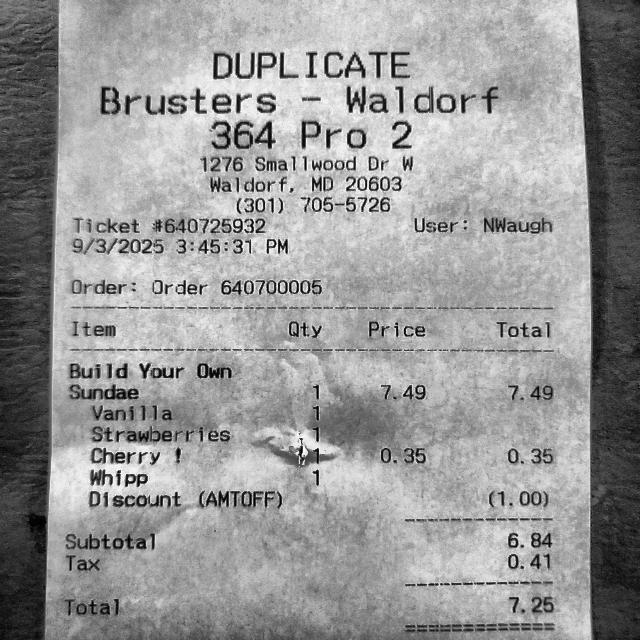 DUPLICATE
Brusters - Waldorf
364 Pro 2
1276 Smallwood Dr W
Waldorf, MD 20603
(301) 705-5726
Ticket #640725932 User: NWaugh
9/3/2025 3:45:31 PM
Order: Order 640700005
Item Qty Price Total
Build Your Own
Sundae 1 7.49 7.49
Vanilla 1
Strawberries 1
Cherry ! 1 0.35 0.35
Whipp 1
Discount (AMTOFF) (1.00)
Subtotal 6.84
Tax 0.41
Total 7.25